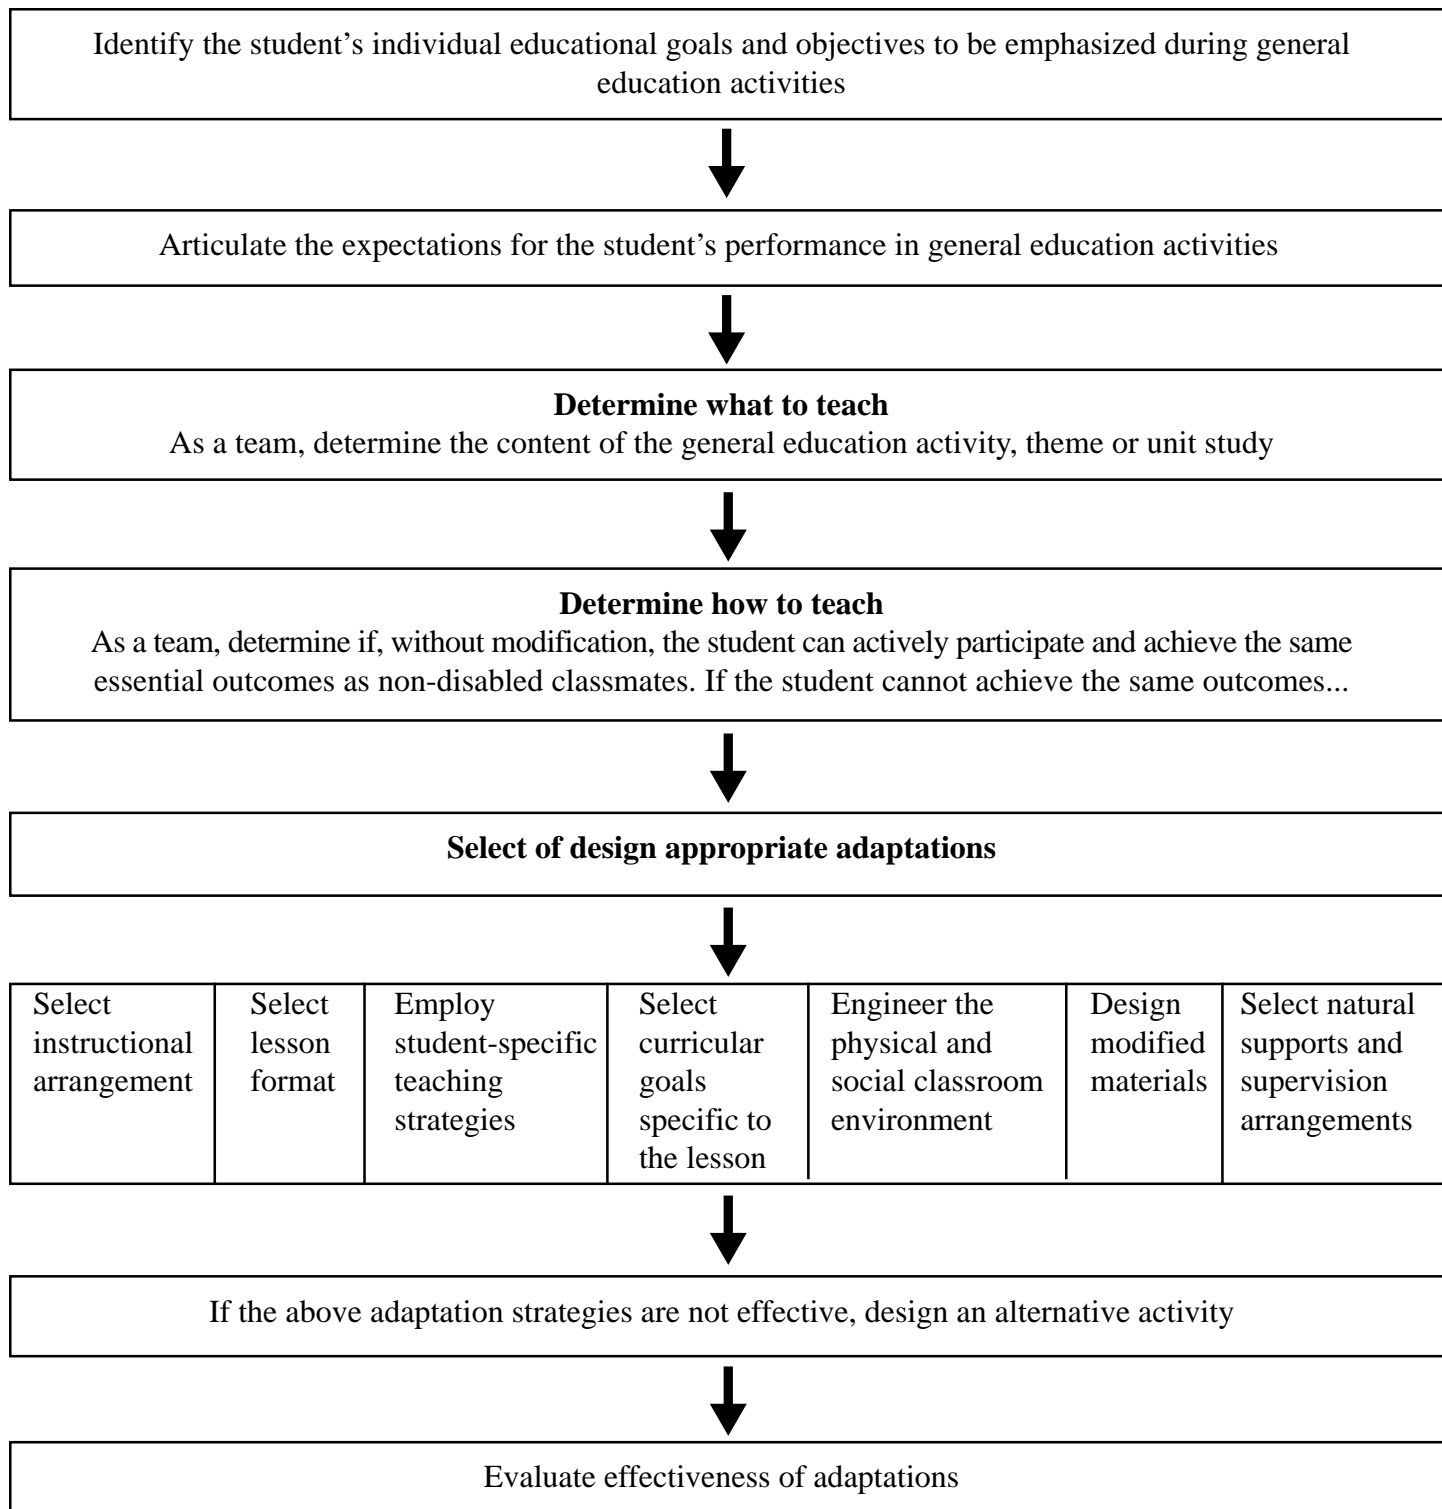 Identify the student’s individual educational goals and objectives to be emphasized during general
education activities
Articulate the expectations for the student’s performance in general education activities
Determine what to teach
As a team, determine the content of the general education activity, theme or unit study
Determine how to teach
As a team, determine if, without modification, the student can actively participate and achieve the same
essential outcomes as non-disabled classmates. If the student cannot achieve the same outcomes...
Select of design appropriate adaptations
Select
instructional
arrangement
Select
lesson
format
Employ
student-specific
teaching
strategies
Select
curricular
goals
specific to
the lesson
Engineer the
physical and
social classroom
environment
Design
modified
materials
Select natural
supports and
supervision
arrangements
If the above adaptation strategies are not effective, design an alternative activity
Evaluate effectiveness of adaptations